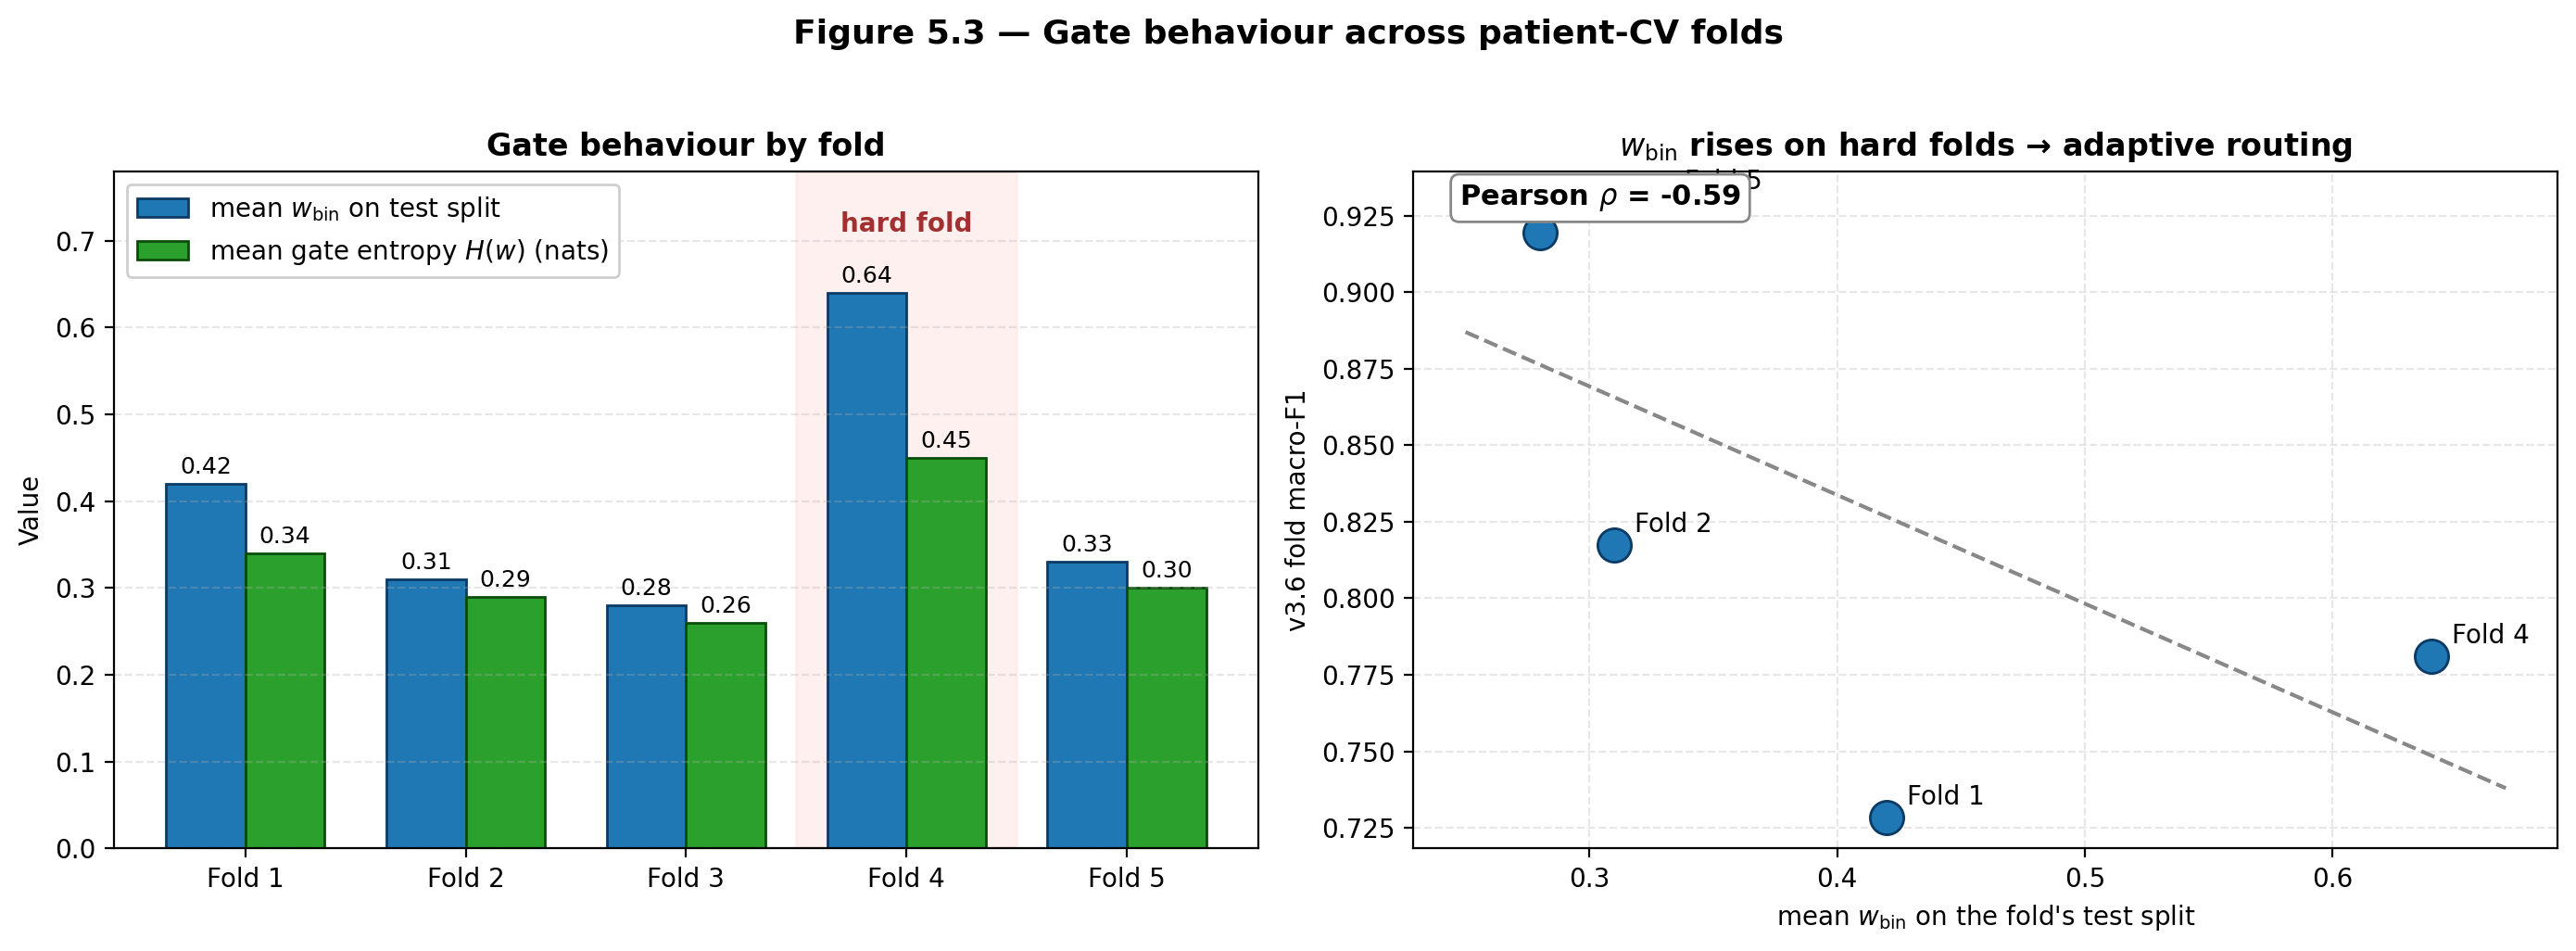 Figure 5.3 — Gate behaviour across patient-CV folds
Gate behaviour by fold
mean w_bin on test split
mean gate entropy H(w) (nats)
hard fold
0.42
0.34
0.31
0.29
0.28
0.26
0.64
0.45
0.33
0.30
Value
0.7
0.6
0.5
0.4
0.3
0.2
0.1
0.0
Fold 1
Fold 2
Fold 3
Fold 4
Fold 5
w_bin rises on hard folds → adaptive routing
Pearson ρ = -0.59
Fold 2
Fold 4
Fold 1
v3.6 fold macro-F1
0.925
0.900
0.875
0.850
0.825
0.800
0.775
0.750
0.725
0.3
0.4
0.5
0.6
mean w_bin on the fold's test split